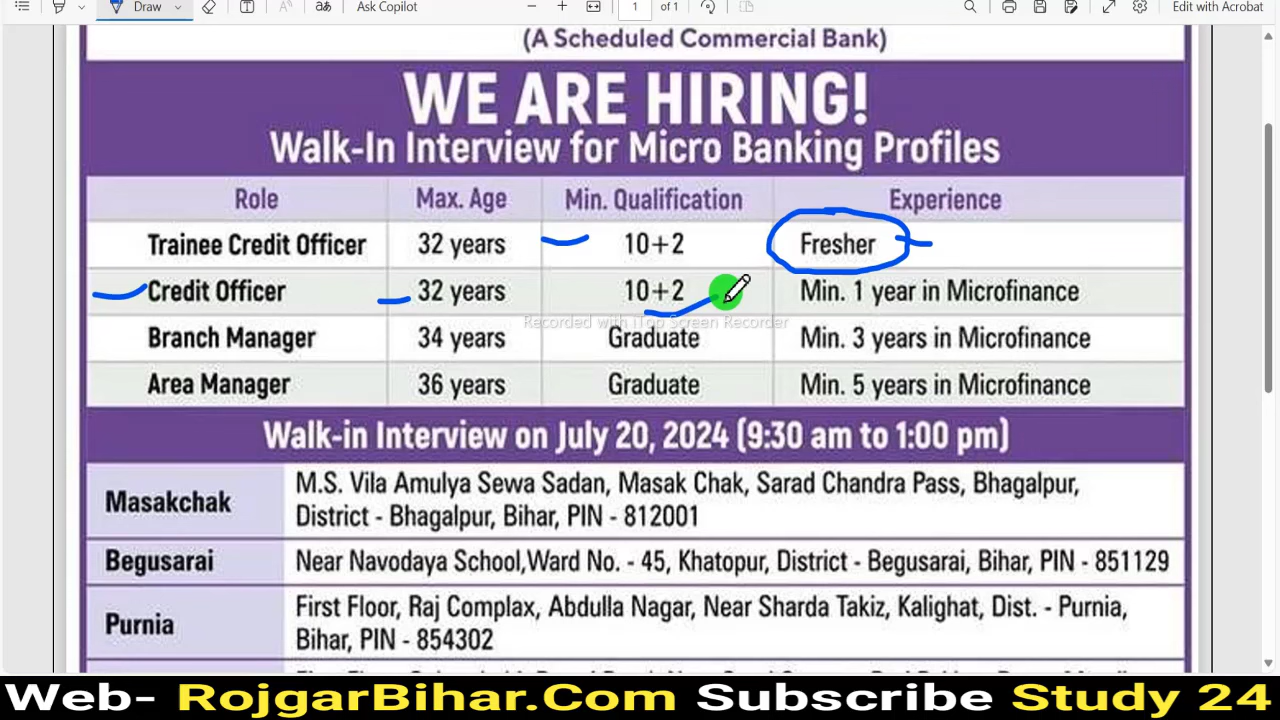 Draw
Ask Copilot
1 of 1
Edit with Acrobat
(A Scheduled Commercial Bank)
WE ARE HIRING!
Walk-In Interview for Micro Banking Profiles
Role Max. Age Min. Qualification Experience
Trainee Credit Officer 32 years 10+2 Fresher
Credit Officer 32 years 10+2 Min. 1 year in Microfinance
Recorded with iTop Screen Recorder
Branch Manager 34 years Graduate Min. 3 years in Microfinance
Area Manager 36 years Graduate Min. 5 years in Microfinance
Walk-in Interview on July 20, 2024 (9:30 am to 1:00 pm)
Masakchak
M.S. Vila Amulya Sewa Sadan, Masak Chak, Sarad Chandra Pass, Bhagalpur,
District - Bhagalpur, Bihar, PIN - 812001
Begusarai
Near Navodaya School,Ward No. - 45, Khatopur, District - Begusarai, Bihar, PIN - 851129
Purnia
First Floor, Raj Complax, Abdulla Nagar, Near Sharda Takiz, Kalighat, Dist. - Purnia,
Bihar, PIN - 854302
Web- RojgarBihar.Com Subscribe Study 24